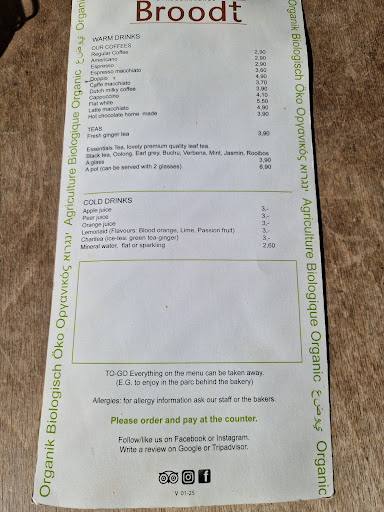 Broodt
WARM DRINKS
OUR COFFEES
Regular Coffee 2,90
Americano 2,90
Espresso 2,90
Espresso macchiato 3,60
Doppio 4,90
Caffe macchiato 3,70
Dutch milky coffee 3,90
Cappuccino 4,10
Flat white 5,50
Latte macchiato 4,90
Hot chocolate home made 3,90
TEAS
Fresh ginger tea 3,90
Essentials Tea, lovely premium quality leaf tea.
Black tea, Oolong, Earl grey, Buchu, Verbena, Mint, Jasmin, Rooibos
A glass 3,90
A pot (can be served with 2 glasses) 6,90
COLD DRINKS
Apple juice 3,-
Pear juice 3,-
Orange juice 3,-
Lemonaid (Flavours: Blood orange, Lime, Passion fruit) 3,-
Charitea (ice-tea: green tea-ginger) 3,-
Mineral water, flat or sparkling 2,60
TO-GO Everything on the menu can be taken away.
(E.G. to enjoy in the parc behind the bakery)
Allergies: for allergy information ask our staff or the bakers.
Please order and pay at the counter.
Follow/like us on Facebook or Instagram.
Write a review on Google or Tripadvisor.
V 01-25
Organik Biologisch Öko Οργανικός אורגני Agriculture Biologique Organic
Organik Biologisch Öko Οργανικός אורגני Agriculture Biologique Organic
Organic